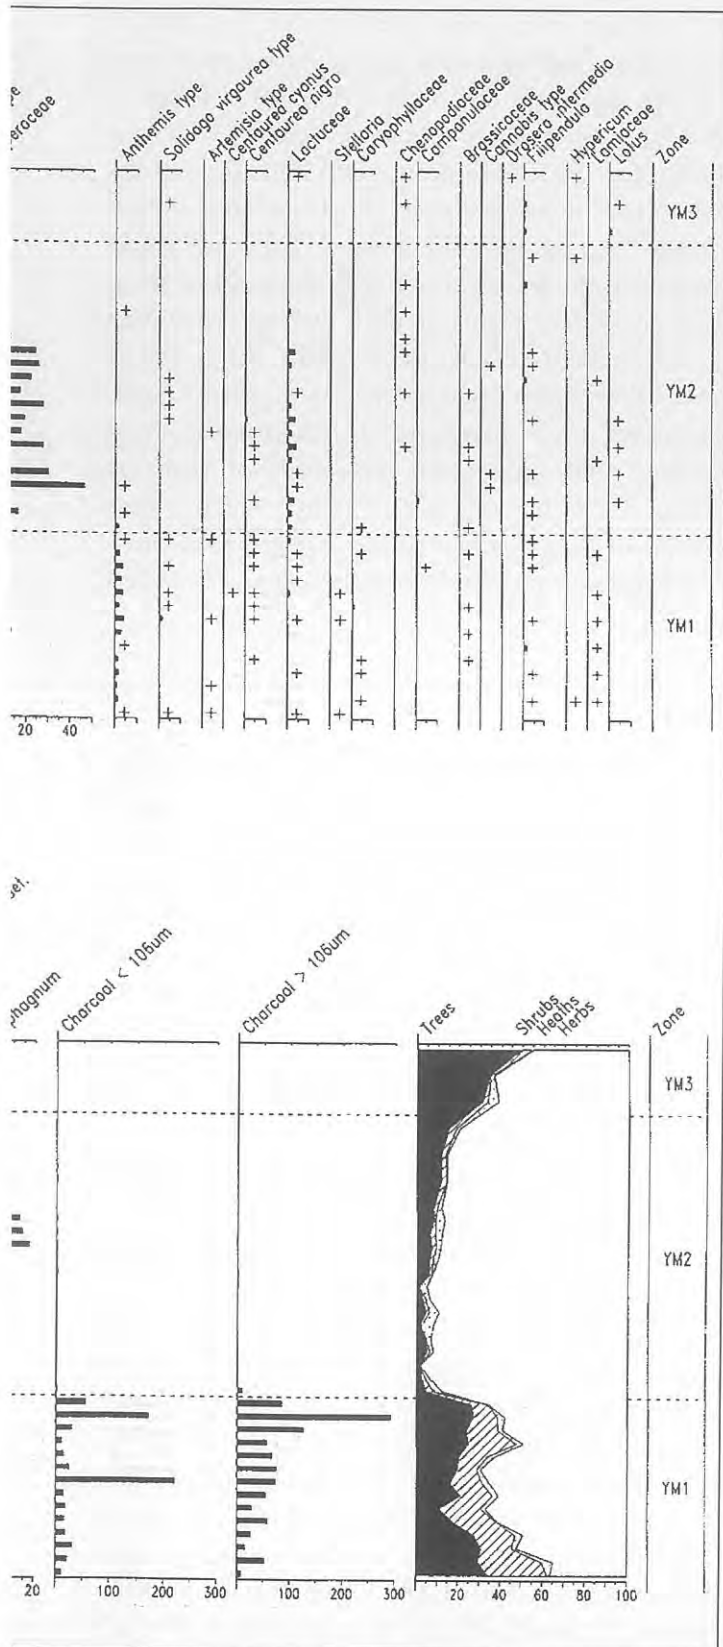 Anthemis type
Solidago virgaurea type
Artemisia type
Centaurea cyanus
Centaurea nigra
Lactuceae
Stellaria
Caryophyllaceae
Chenopodiaceae
Campanulaceae
Brassicaceae
Cannabis type
Drosera intermedia
Filipendula
Hypericum
Lamiaceae
Lotus
Zone
YM3
YM2
YM1
20 40
Charcoal < 106um
Charcoal > 106um
Trees
Shrubs
Heaths
Herbs
Zone
YM3
YM2
YM1
20
100 200 300
100 200 300
20 40 60 80 100